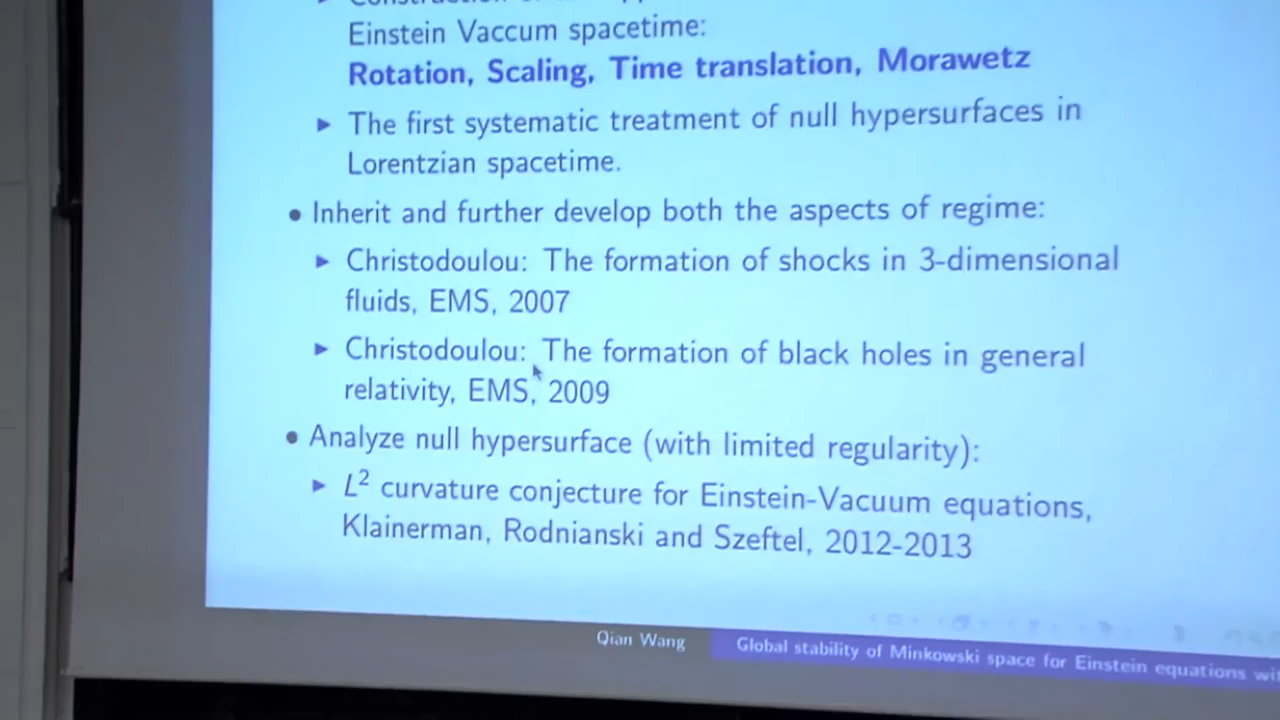 Einstein Vaccum spacetime:
Rotation, Scaling, Time translation, Morawetz
▶ The first systematic treatment of null hypersurfaces in
Lorentzian spacetime.
• Inherit and further develop both the aspects of regime:
▶ Christodoulou: The formation of shocks in 3-dimensional
fluids, EMS, 2007
▶ Christodoulou: The formation of black holes in general
relativity, EMS, 2009
• Analyze null hypersurface (with limited regularity):
▶ L² curvature conjecture for Einstein-Vacuum equations,
Klainerman, Rodnianski and Szeftel, 2012-2013
Qian Wang
Global stability of Minkowski space for Einstein equations